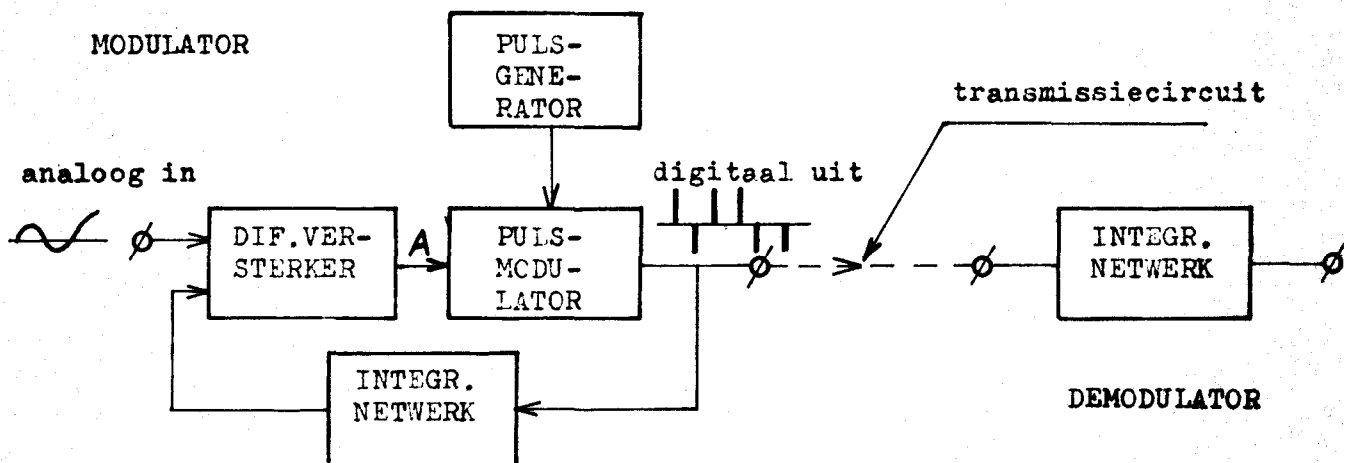 MODULATOR
PULS-
GENE-
RATOR
transmissiecircuit
analoog in
digitaal uit
DIF.VER-
STERKER
A
PULS-
MODU-
LATOR
INTEGR.
NETWERK
INTEGR.
NETWERK
DEMODULATOR